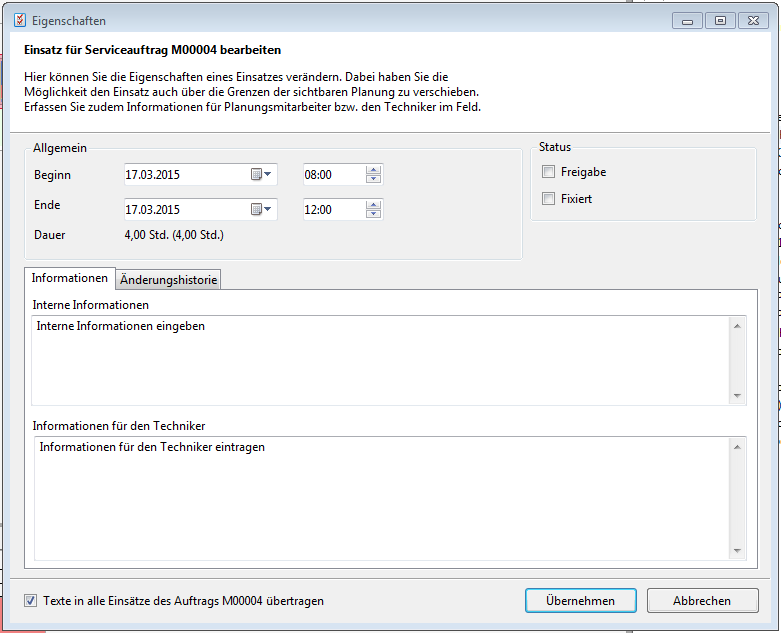 Eigenschaften
Einsatz für Serviceauftrag M00004 bearbeiten
Hier können Sie die Eigenschaften eines Einsatzes verändern. Dabei haben Sie die
Möglichkeit den Einsatz auch über die Grenzen der sichtbaren Planung zu verschieben.
Erfassen Sie zudem Informationen für Planungsmitarbeiter bzw. den Techniker im Feld.
Allgemein
Beginn 17.03.2015 08:00
Ende 17.03.2015 12:00
Dauer 4,00 Std. (4,00 Std.)
Status
Freigabe
Fixiert
Informationen Änderungshistorie
Interne Informationen
Interne Informationen eingeben
Informationen für den Techniker
Informationen für den Techniker eintragen
Texte in alle Einsätze des Auftrags M00004 übertragen
Übernehmen Abbrechen